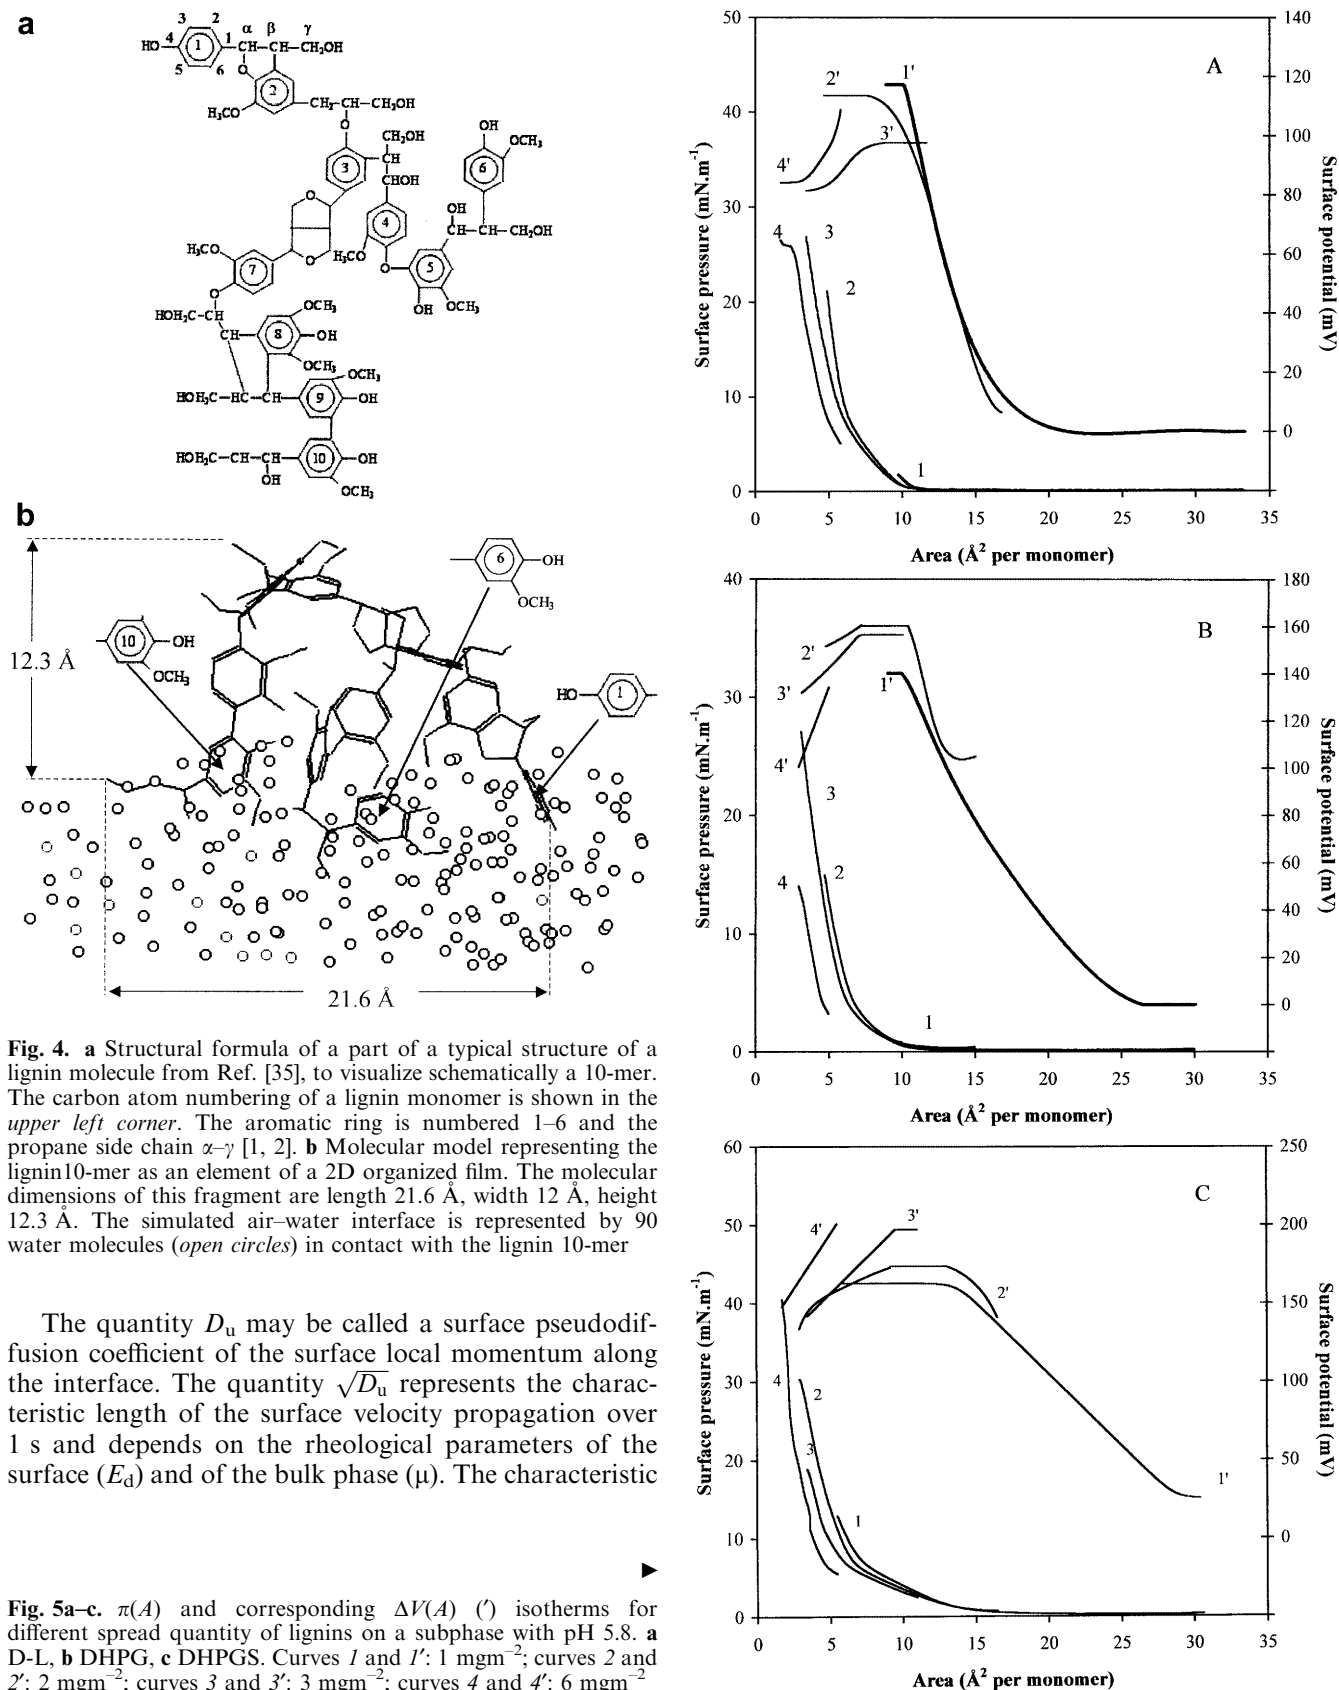 a
3 2 α β γ
HO 4 1 1 CH CH CH₂OH
5 6 O
2
H₃CO CH₂ CH CH₂OH
O
CH₂OH
3 CH
CHOH
OH
OCH₃
6
O
4
OH
CH CH CH₂OH
H₃CO
H₃CO
7 O
O 5
OH OCH₃
O
HOH₂C CH
OCH₃
CH 8 OH
OCH₃
OCH₃
HOH₂C HC CH 9 OH
HOH₂C CH CH 10 OH
OH OCH₃
b
6 OH
OCH₃
10 OH
OCH₃
12.3 Å
HO 1
21.6 Å
Fig. 4. a Structural formula of a part of a typical structure of a
lignin molecule from Ref. [35], to visualize schematically a 10-mer.
The carbon atom numbering of a lignin monomer is shown in the
upper left corner. The aromatic ring is numbered 1–6 and the
propane side chain α–γ [1, 2]. b Molecular model representing the
lignin10-mer as an element of a 2D organized film. The molecular
dimensions of this fragment are length 21.6 Å, width 12 Å, height
12.3 Å. The simulated air–water interface is represented by 90
water molecules (open circles) in contact with the lignin 10-mer
The quantity Dᵤ may be called a surface pseudodif-
fusion coefficient of the surface local momentum along
the interface. The quantity √Dᵤ represents the charac-
teristic length of the surface velocity propagation over
1 s and depends on the rheological parameters of the
surface (E_d) and of the bulk phase (μ). The characteristic
►
Fig. 5a–c. π(A) and corresponding ΔV(A) (′) isotherms for
different spread quantity of lignins on a subphase with pH 5.8. a
D-L, b DHPG, c DHPGS. Curves 1 and 1′: 1 mgm⁻²; curves 2 and
2′: 2 mgm⁻²; curves 3 and 3′: 3 mgm⁻²; curves 4 and 4′: 6 mgm⁻²
A
Surface pressure (mN.m⁻¹)
50
40
30
20
10
0
0 5 10 15 20 25 30 35
Area (Å² per monomer)
Surface potential (mV)
140
120
100
80
60
40
20
0
1'
2'
3'
4'
4
3
2
1
B
Surface pressure (mN.m⁻¹)
40
30
20
10
0
0 5 10 15 20 25 30 35
Area (Å² per monomer)
Surface potential (mV)
180
160
140
120
100
80
60
40
20
0
2'
3'
1'
4'
3
2
4
1
C
Surface pressure (mN.m⁻¹)
60
50
40
30
20
10
0
0 5 10 15 20 25 30 35
Area (Å² per monomer)
Surface potential (mV)
250
200
150
100
50
0
4'
3'
2'
1'
4
2
3
1